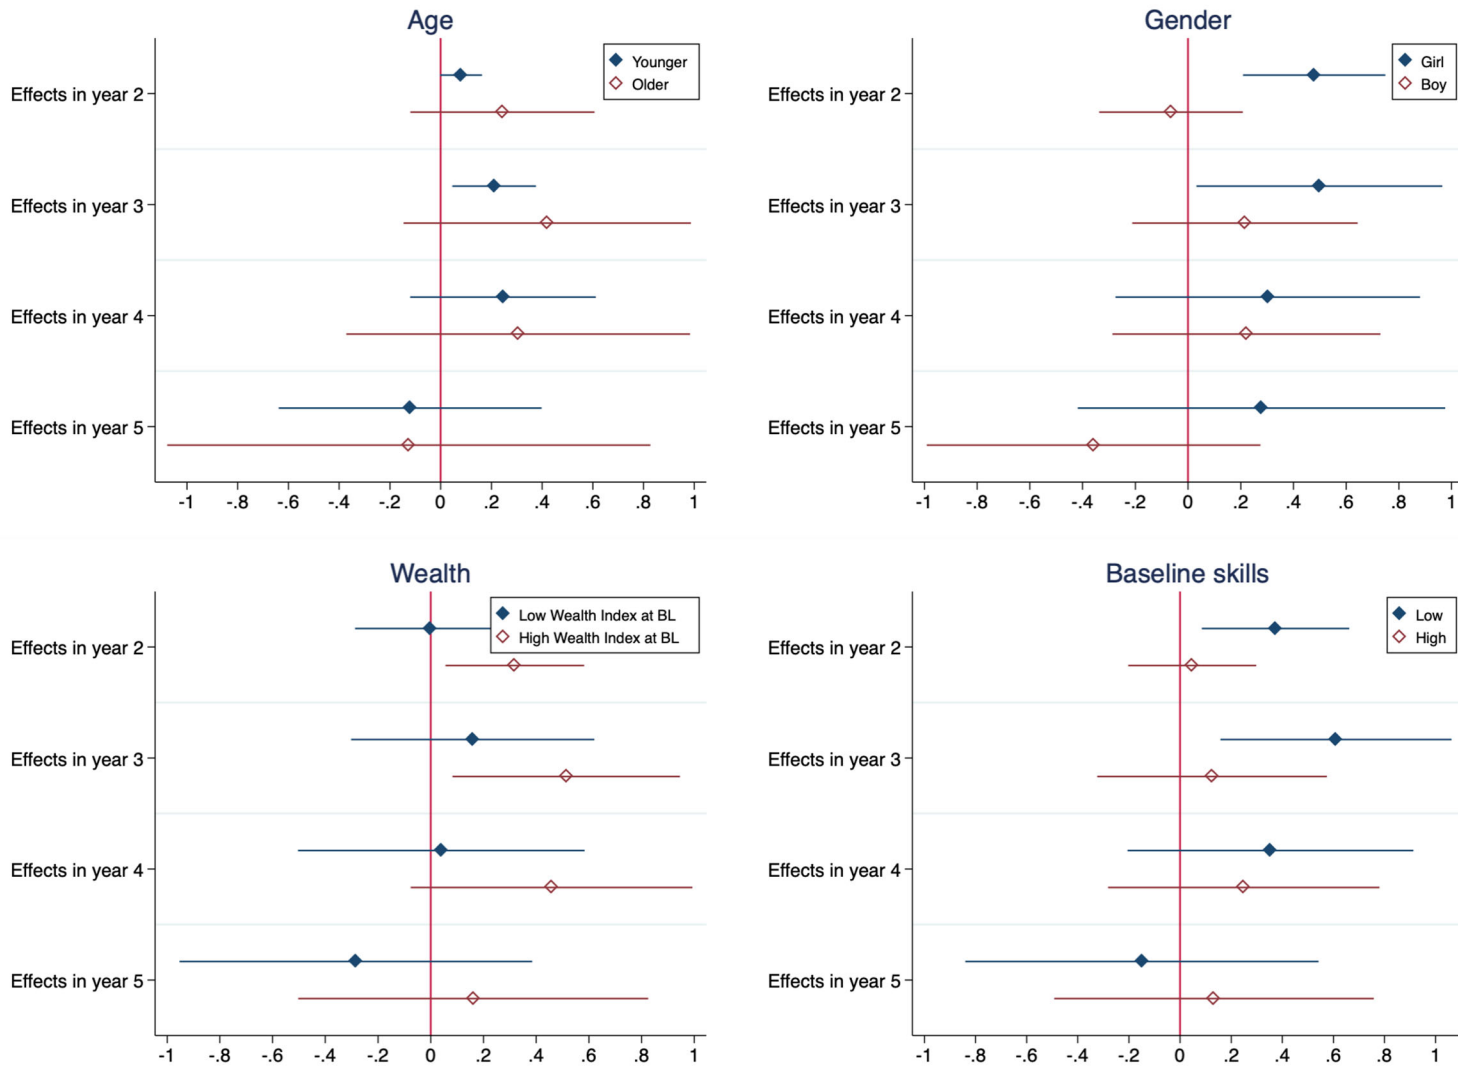 Age
Younger
Older
Effects in year 2
Effects in year 3
Effects in year 4
Effects in year 5
-1 -.8 -.6 -.4 -.2 0 .2 .4 .6 .8 1
Gender
Girl
Boy
Effects in year 2
Effects in year 3
Effects in year 4
Effects in year 5
-1 -.8 -.6 -.4 -.2 0 .2 .4 .6 .8 1
Wealth
Low Wealth Index at BL
High Wealth Index at BL
Effects in year 2
Effects in year 3
Effects in year 4
Effects in year 5
-1 -.8 -.6 -.4 -.2 0 .2 .4 .6 .8 1
Baseline skills
Low
High
Effects in year 2
Effects in year 3
Effects in year 4
Effects in year 5
-1 -.8 -.6 -.4 -.2 0 .2 .4 .6 .8 1